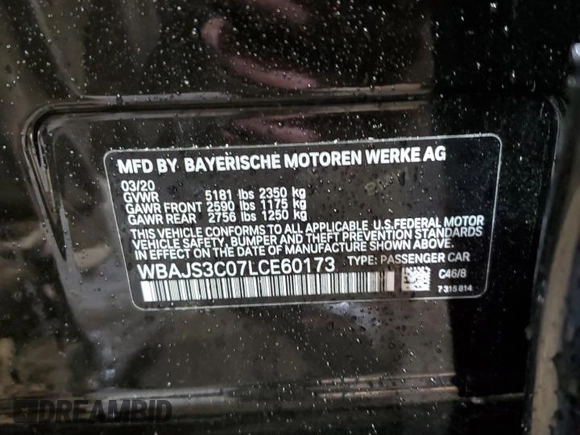 MFD BY BAYERISCHE MOTOREN WERKE AG
03/20
GVWR 5181 lbs 2350 kg
GAWR FRONT 2590 lbs 1175 kg
GAWR REAR 2756 lbs 1250 kg
THIS VEHICLE CONFORMS TO ALL APPLICABLE U.S.FEDERAL MOTOR
VEHICLE SAFETY, BUMPER AND THEFT PREVENTION STANDARDS
IN EFFECT ON THE DATE OF MANUFACTURE SHOWN ABOVE.
WBAJS3C07LCE60173 TYPE: PASSENGER CAR
C46/8
7315814
DREAMBID